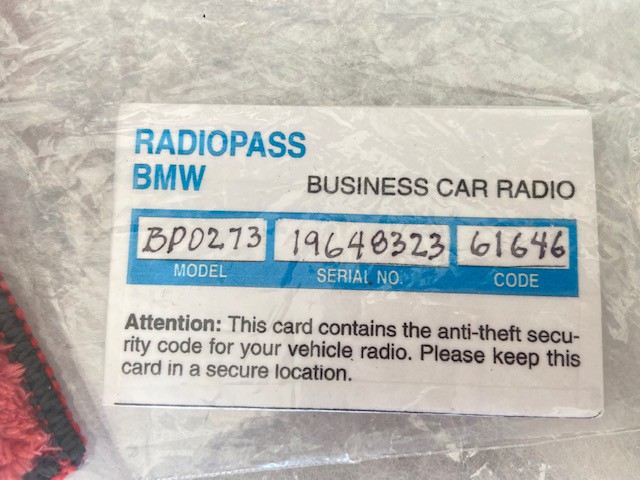 RADIOPASS
BMW
BUSINESS CAR RADIO
BP0273 19648323 61646
MODEL SERIAL NO. CODE
Attention: This card contains the anti-theft secu-
rity code for your vehicle radio. Please keep this
card in a secure location.